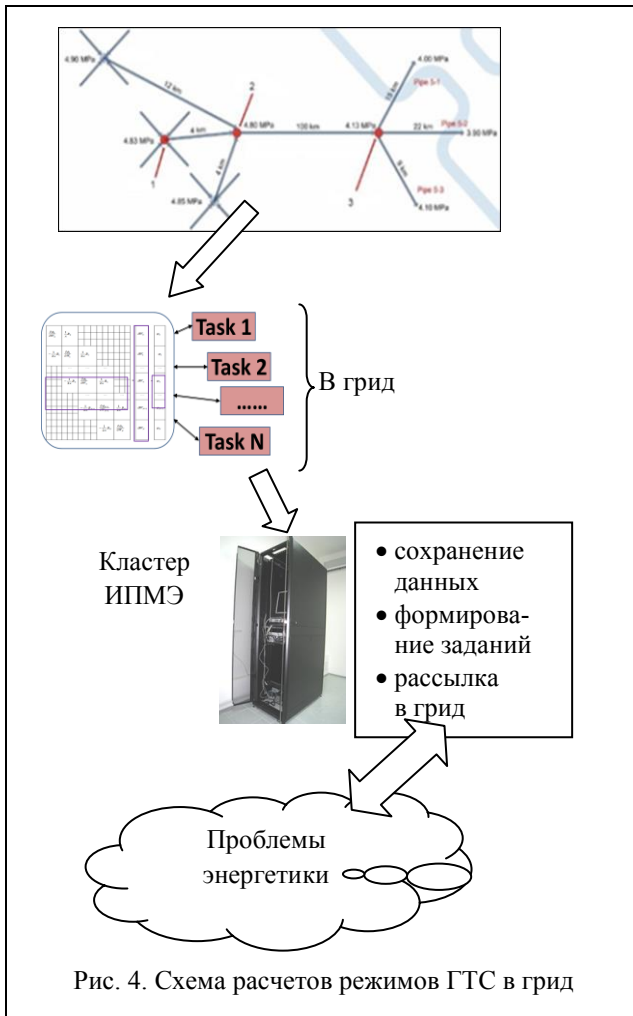 4.90 MPa
12 km
2
4.00 MPa
Pipe 5-1
4 km
4.80 MPa
100 km
4.13 MPa
22 km
Pipe 5-2
3.90 MPa
4.83 MPa
4 km
1
4.85 MPa
3
Pipe 5-3
4.10 MPa
Task 1
Task 2
......
Task N
В грид
Кластер
ИПМЭ
• сохранение
данных
• формирова-
ние заданий
• рассылка
в грид
Проблемы
энергетики
Рис. 4. Схема расчетов режимов ГТС в грид